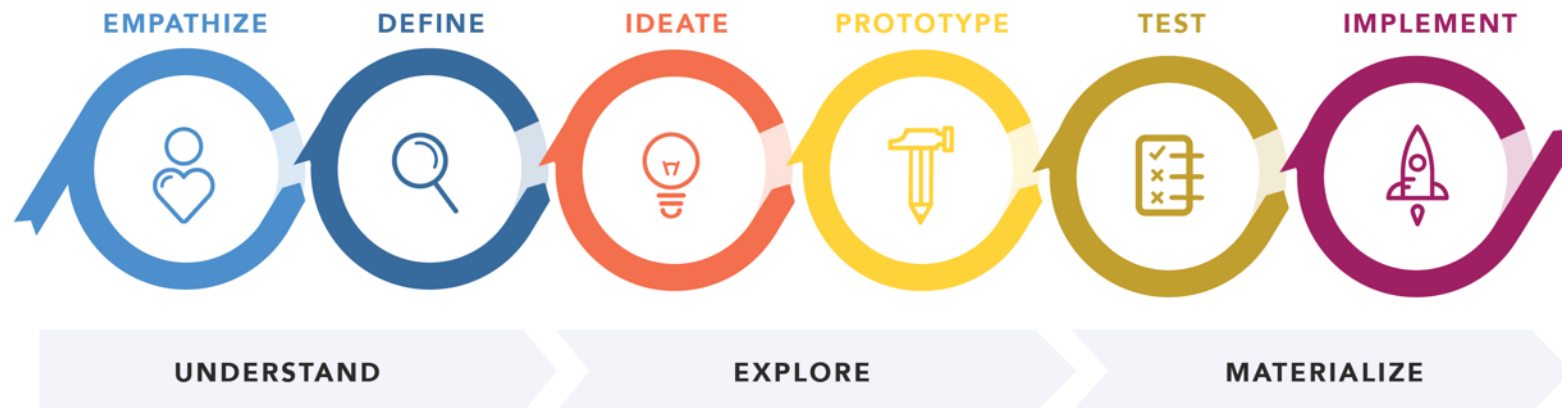 EMPATHIZE DEFINE IDEATE PROTOTYPE TEST IMPLEMENT
UNDERSTAND EXPLORE MATERIALIZE